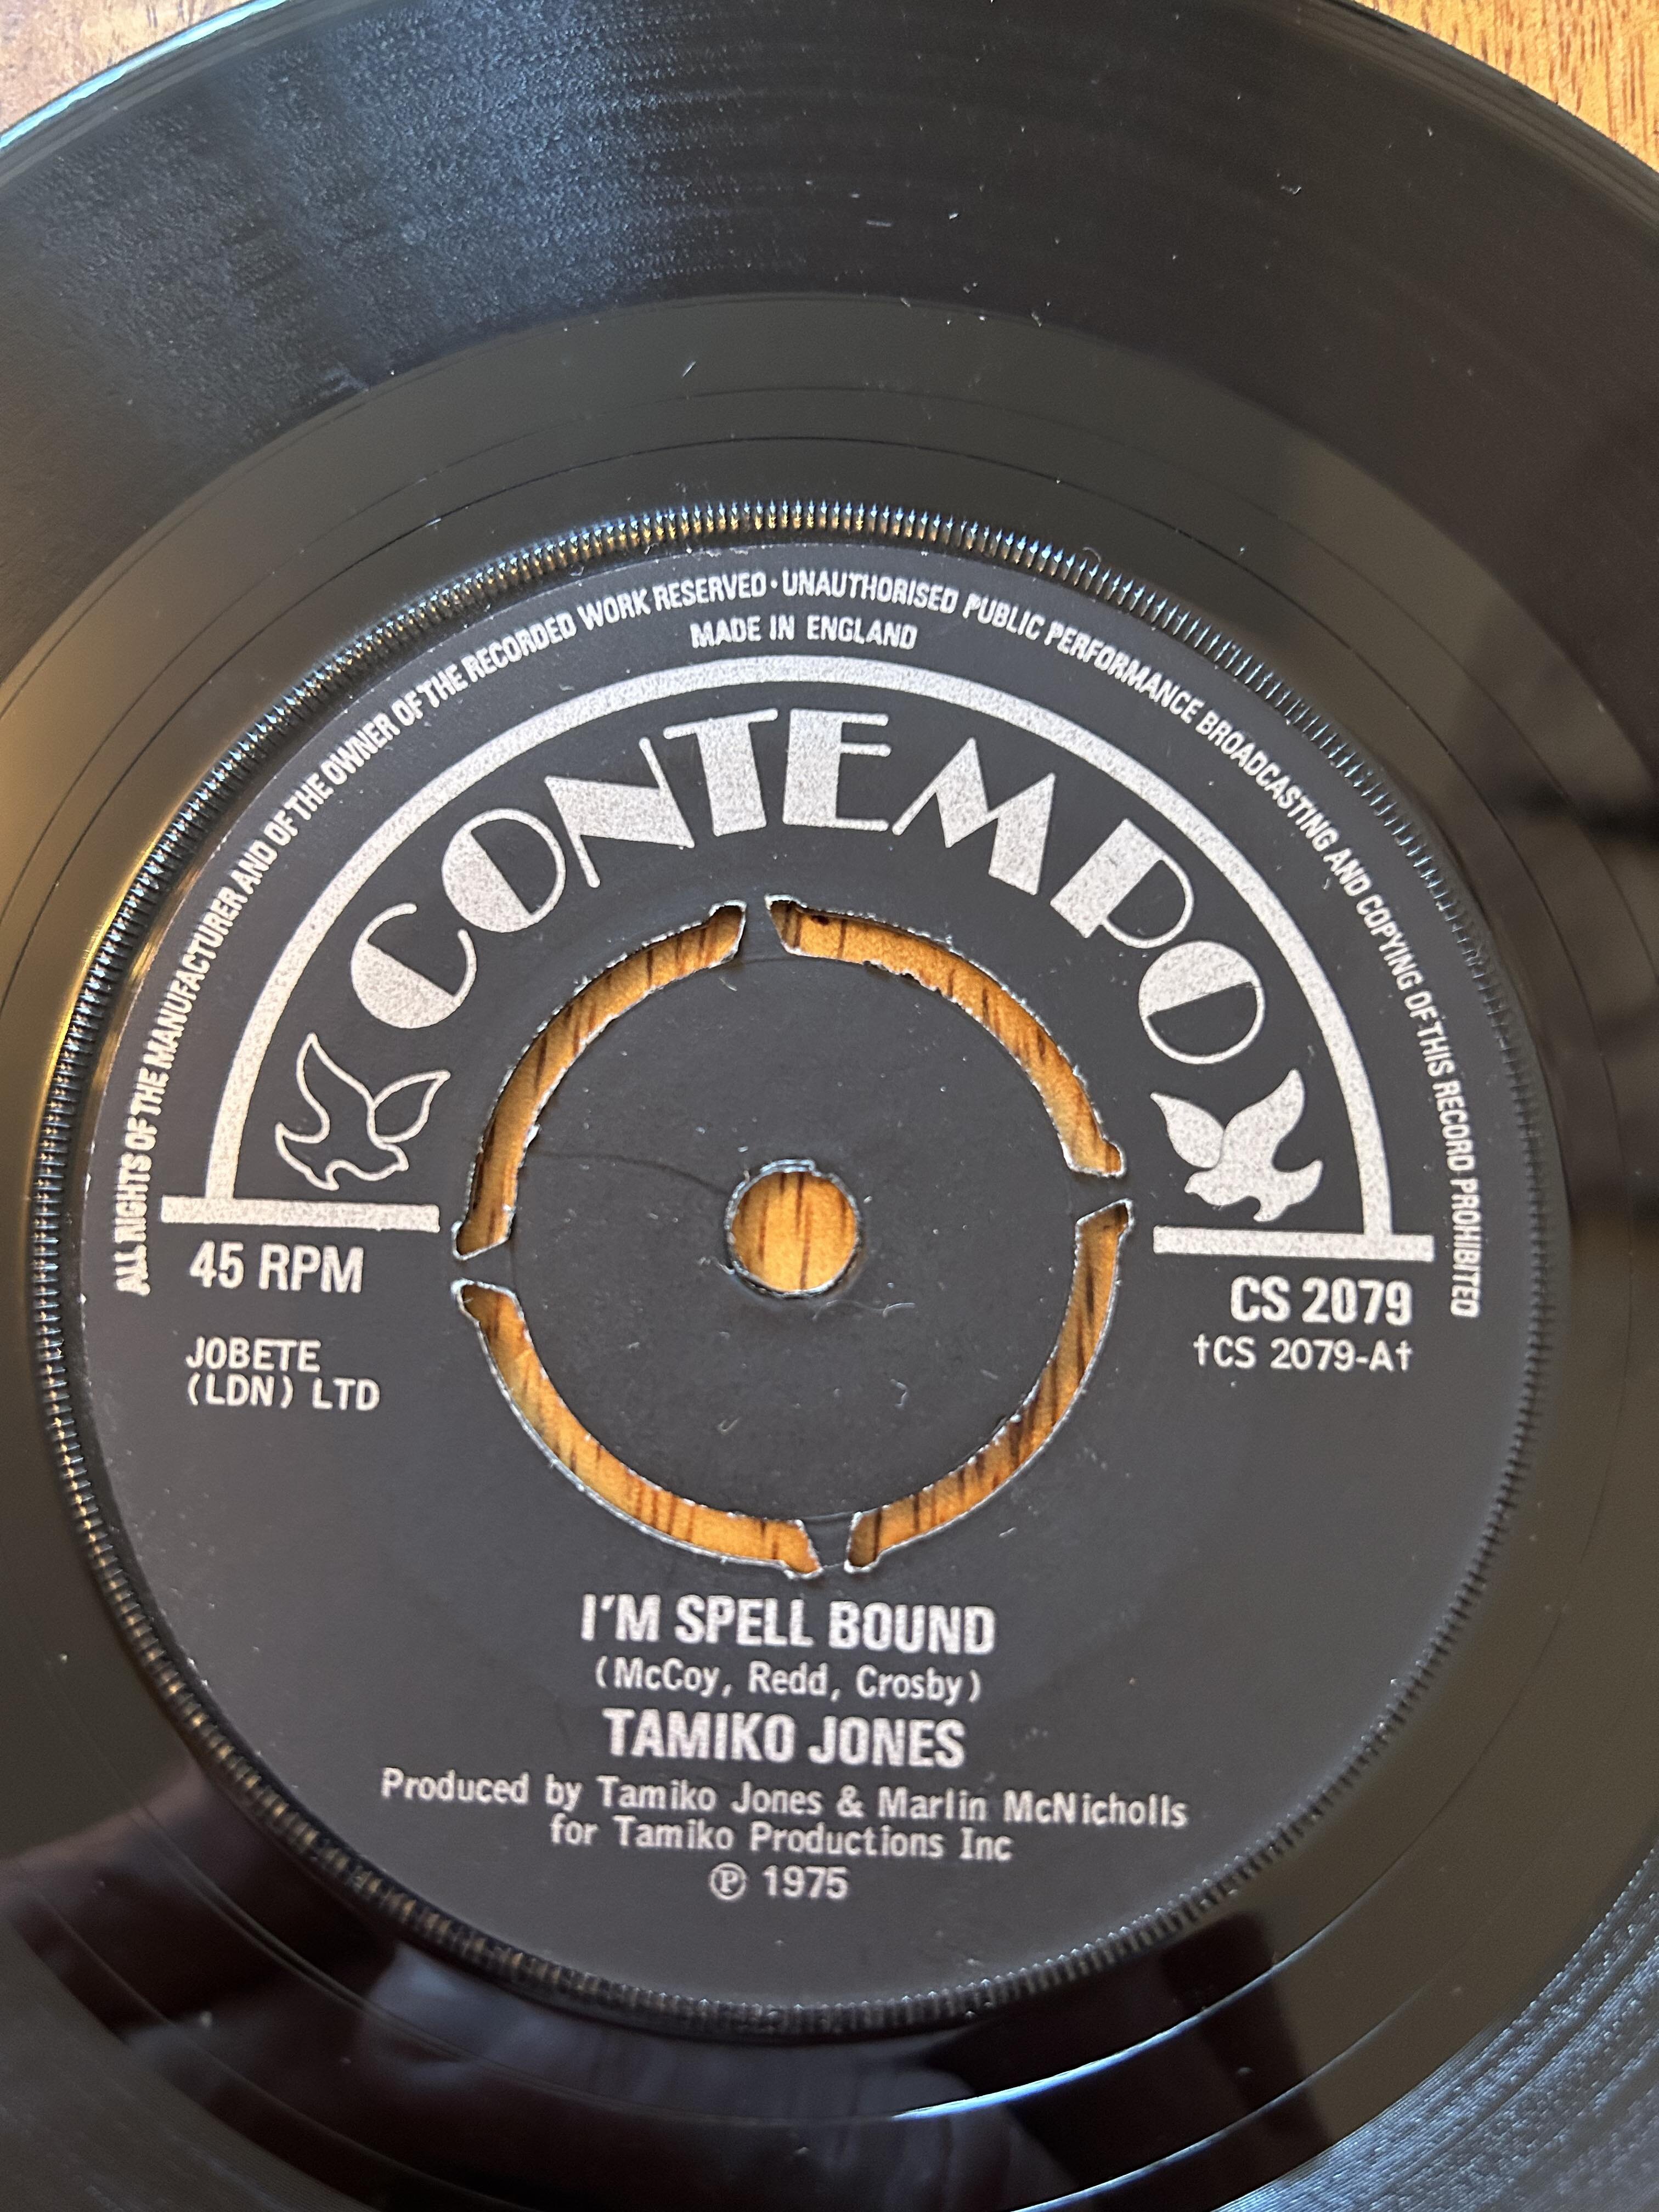 ALL RIGHTS OF THE MANUFACTURER AND OF THE OWNER OF THE RECORDED WORK RESERVED · UNAUTHORISED PUBLIC PERFORMANCE BROADCASTING AND COPYING OF THIS RECORD PROHIBITED
MADE IN ENGLAND
CONTEMPO
45 RPM
JOBETE
(LDN) LTD
CS 2079
†CS 2079-A†
I'M SPELL BOUND
(McCoy, Redd, Crosby)
TAMIKO JONES
Produced by Tamiko Jones & Marlin McNicholls
for Tamiko Productions Inc
℗ 1975